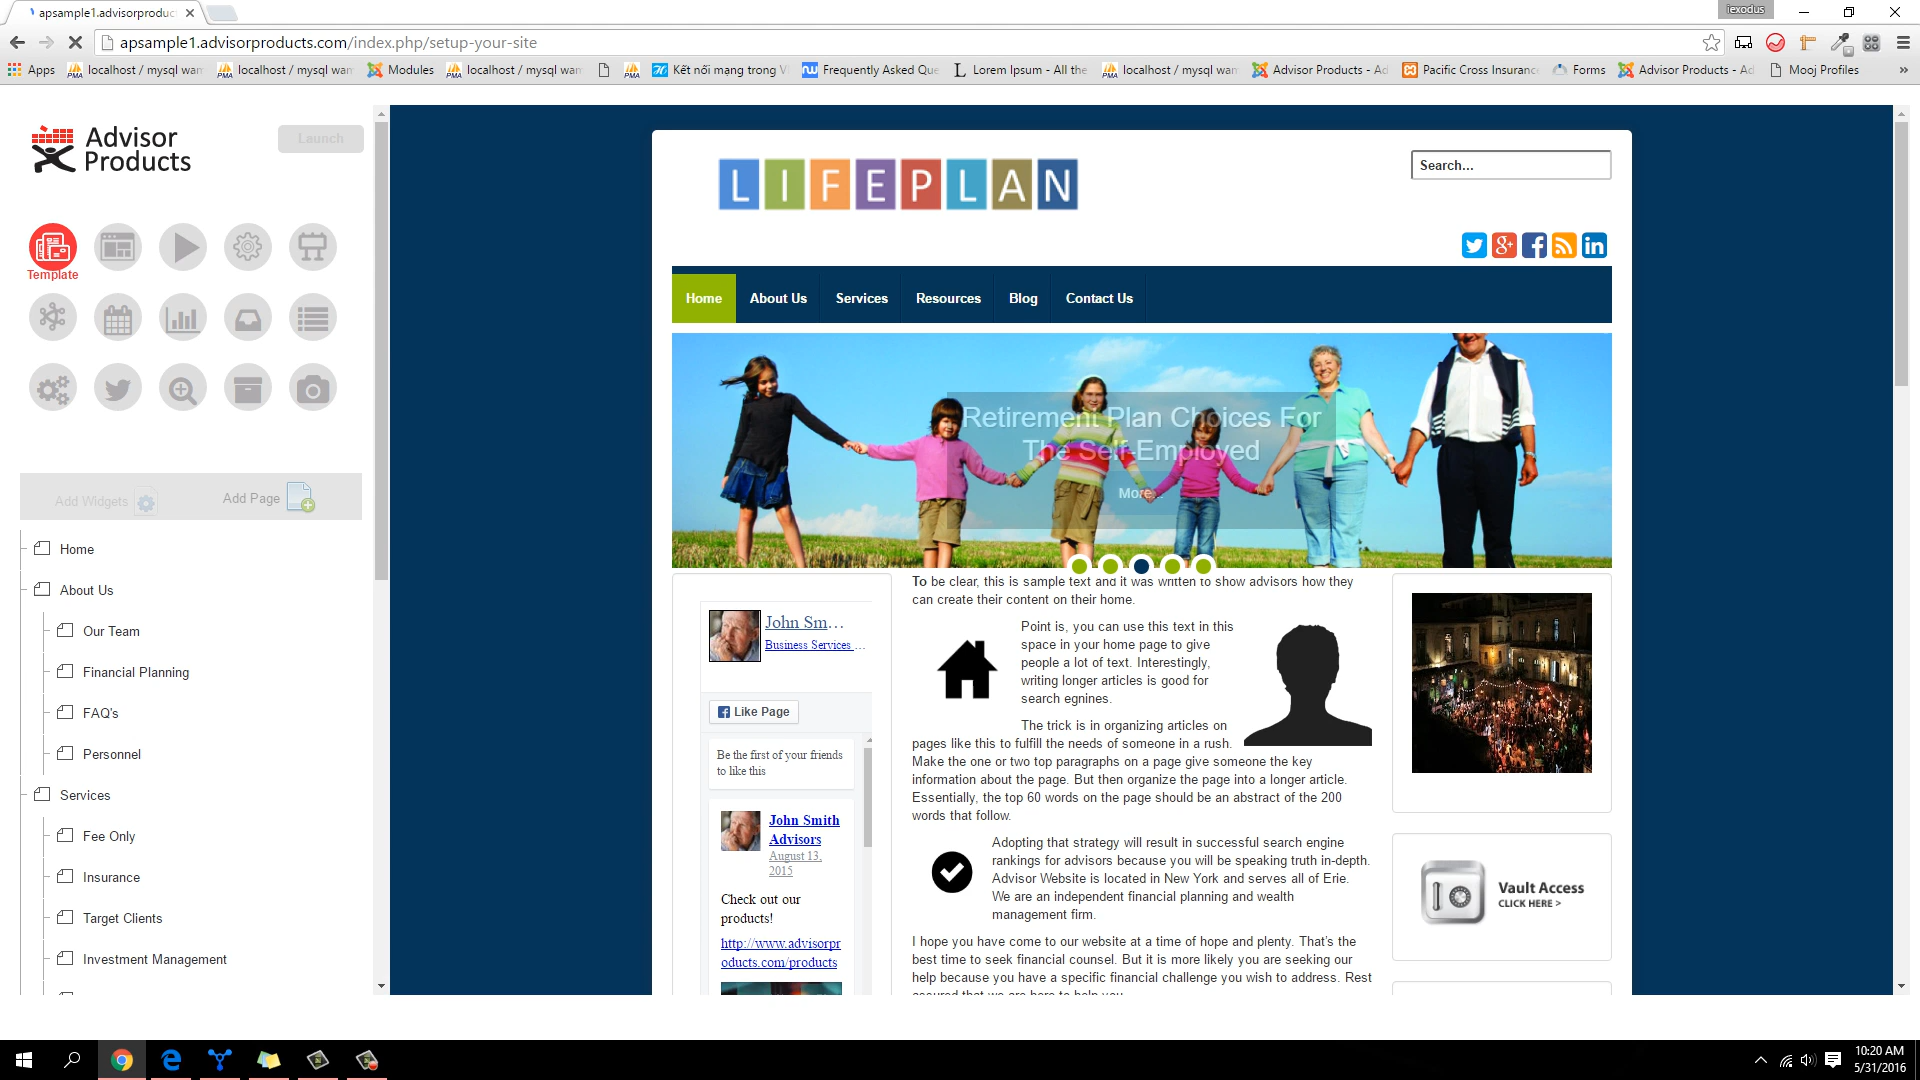 apsample1.advisorproduc
iexodus
apsample1.advisorproducts.com/index.php/setup-your-site
Apps
localhost / mysql wam
localhost / mysql wam
Modules
localhost / mysql wam
Kết nối mạng trong V
Frequently Asked Que
Lorem Ipsum - All the
localhost / mysql wam
Advisor Products - Ad
Pacific Cross Insuranc
Forms
Advisor Products - Ad
Mooj Profiles
Advisor
Products
Launch
Template
Add Widgets
Add Page
Home
About Us
Our Team
Financial Planning
FAQ's
Personnel
Services
Fee Only
Insurance
Target Clients
Investment Management
LIFEPLAN
Search...
Home
About Us
Services
Resources
Blog
Contact Us
Retirement Plan Choices For
The Self-Employed
More...
John Sm...
Business Services ...
Like Page
Be the first of your friends
to like this
John Smith
Advisors
August 13,
2015
Check out our
products!
http://www.advisorpr
oducts.com/products
To be clear, this is sample text and it was written to show advisors how they
can create their content on their home.
Point is, you can use this text in this
space in your home page to give
people a lot of text. Interestingly,
writing longer articles is good for
search egnines.
The trick is in organizing articles on
pages like this to fulfill the needs of someone in a rush.
Make the one or two top paragraphs on a page give someone the key
information about the page. But then organize the page into a longer article.
Essentially, the top 60 words on the page should be an abstract of the 200
words that follow.
Adopting that strategy will result in successful search engine
rankings for advisors because you will be speaking truth in-depth.
Advisor Website is located in New York and serves all of Erie.
We are an independent financial planning and wealth
management firm.
I hope you have come to our website at a time of hope and plenty. That's the
best time to seek financial counsel. But it is more likely you are seeking our
help because you have a specific financial challenge you wish to address. Rest
assured that we are here to help you.
Vault Access
CLICK HERE >
10:20 AM
5/31/2016